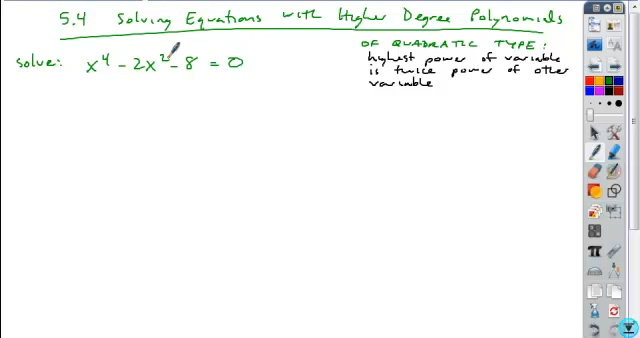 5.4 Solving Equations with Higher Degree Polynomials
solve: x⁴ - 2x² - 8 = 0
OF QUADRATIC TYPE:
highest power of variable
is twice power of other
variable